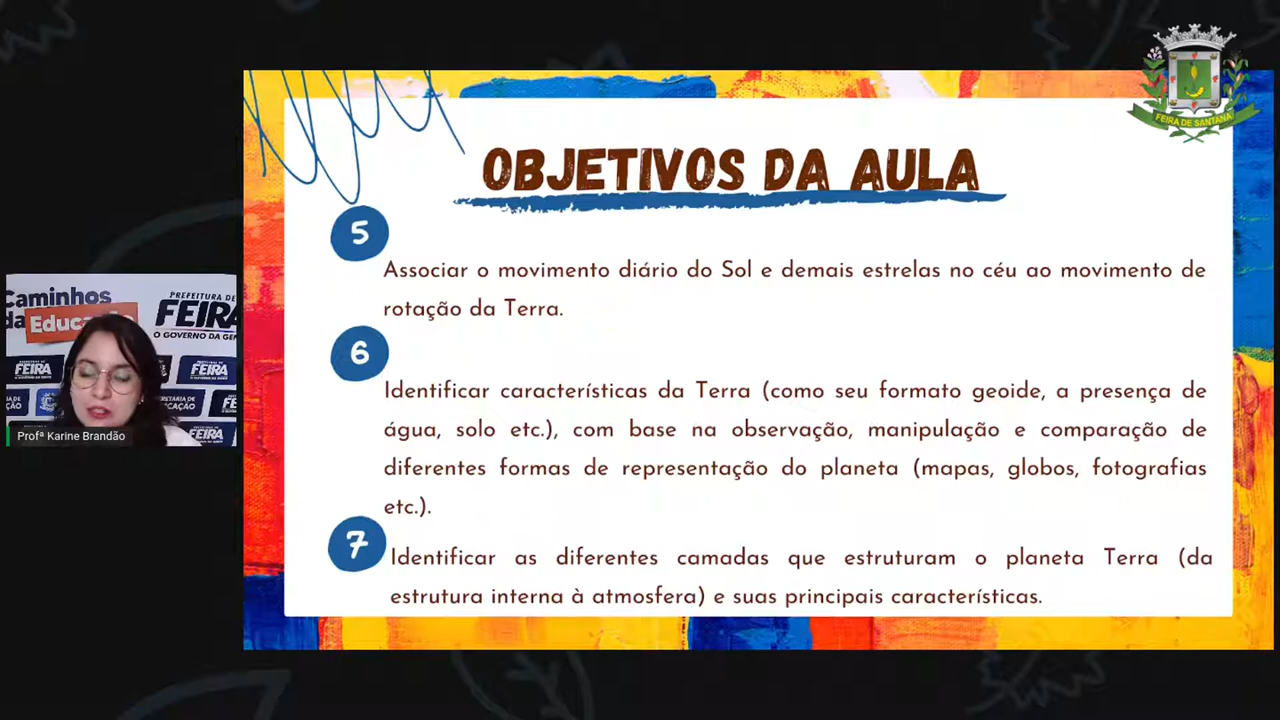 FEIRA DE SANTANA
OBJETIVOS DA AULA
5
Associar o movimento diário do Sol e demais estrelas no céu ao movimento de
rotação da Terra.
6
Identificar características da Terra (como seu formato geoide, a presença de
água, solo etc.), com base na observação, manipulação e comparação de
diferentes formas de representação do planeta (mapas, globos, fotografias
etc.).
7
Identificar as diferentes camadas que estruturam o planeta Terra (da
estrutura interna à atmosfera) e suas principais características.
Caminhos
da Educa
PREFEITURA DE
FEIRA
O GOVERNO DA GEN
FEIRA
FEIRA
FEIRA
Profª Karine Brandão